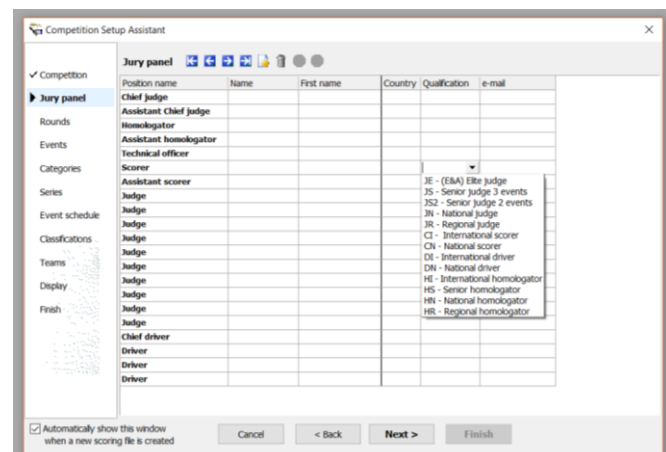 Competition Setup Assistant
Jury panel
Competition
Jury panel
Rounds
Events
Categories
Series
Event schedule
Classfications
Teams
Display
Finish
Position name Name First name Country Qualification e-mail
Chief judge
Assistant Chief judge
Homologator
Assistant homologator
Technical officer
Scorer
Assistant scorer
Judge
Judge
Judge
Judge
Judge
Judge
Judge
Judge
Judge
Judge
Chief driver
Driver
Driver
Driver
JE - (E&A) Elite judge
JS - Senior judge 3 events
JS2 - Senior judge 2 events
JN - National judge
JR - Regional judge
CI - International scorer
CN - National scorer
DI - International driver
DN - National driver
HI - International homologator
HS - Senior homologator
HN - National homologator
HR - Regional homologator
Automatically show this window
when a new scoring file is created
Cancel < Back Next > Finish